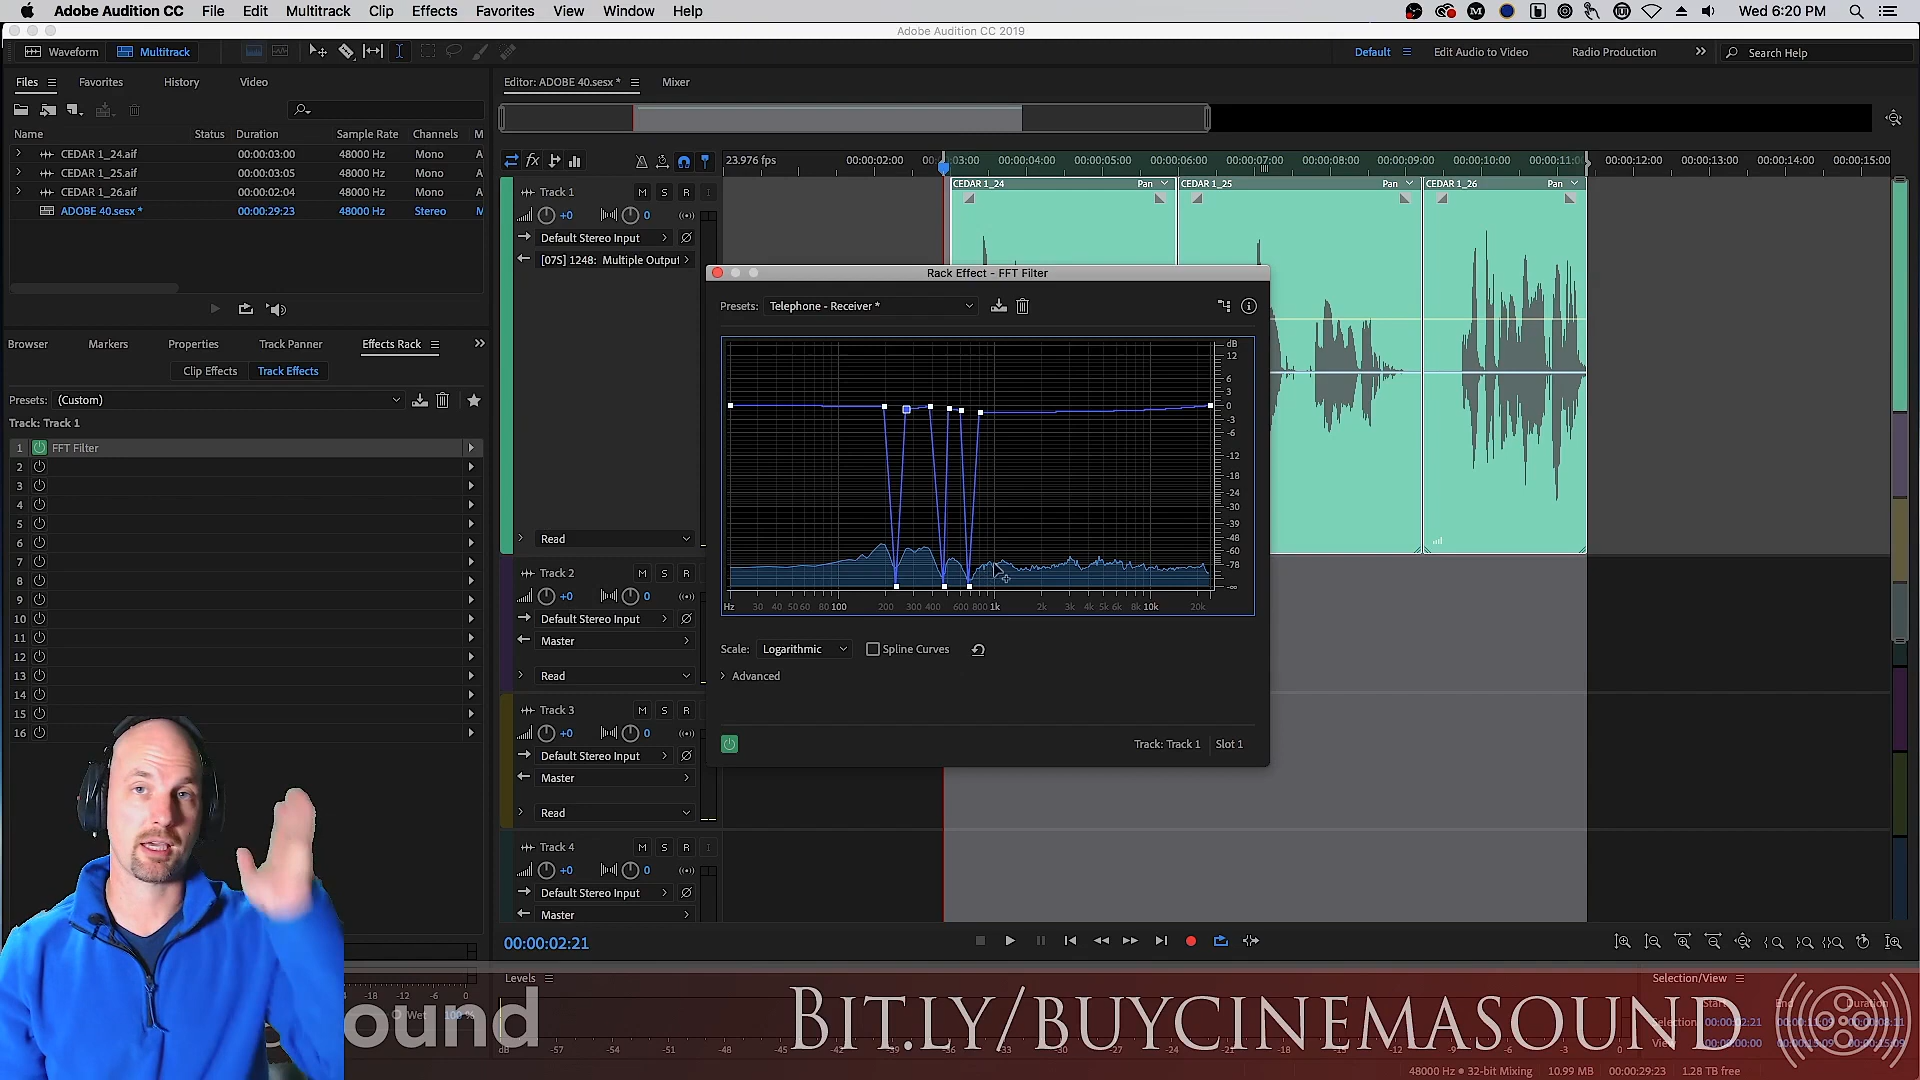 Adobe Audition CC File Edit Multitrack Clip Effects Favorites View Window Help
Wed 6:20 PM
Adobe Audition CC 2019
Waveform Multitrack
Default Edit Audio to Video Radio Production Search Help
Files Favorites History Video
Editor: ADOBE 40.sesx * Mixer
Name Status Duration Sample Rate Channels M
CEDAR 1_24.aif 00:00:03:00 48000 Hz Mono A
CEDAR 1_25.aif 00:00:03:05 48000 Hz Mono A
CEDAR 1_26.aif 00:00:02:04 48000 Hz Mono A
ADOBE 40.sesx * 00:00:29:23 48000 Hz Stereo M
fx
23.976 fps 00:00:02:00 03:00 00:00:04:00 00:00:05:00 00:00:06:00 00:00:07:00 00:00:08:00 00:00:09:00 00:00:10:00 00:00:11:0 00:00:12:00 00:00:13:00 00:00:14:00 00:00:15:00
CEDAR 1_24 Pan CEDAR 1_25 Pan CEDAR 1_26 Pan
Track 1 M S R I
+0 0
Default Stereo Input
[07S] 1248: Multiple Output
Read
Browser Markers Properties Track Panner Effects Rack
Clip Effects Track Effects
Presets: (Custom)
Track: Track 1
1 FFT Filter
2
3
4
5
6
7
8
9
10
11
12
13
14
15
16
Rack Effect - FFT Filter
Presets: Telephone - Receiver *
dB
12
6
3
0
-3
-6
-12
-18
-24
-30
-39
-48
-60
-78
-∞
Hz 30 40 50 60 80 100 200 300 400 600 800 1k 2k 3k 4k 5k 6k 8k 10k 20k
Scale: Logarithmic Spline Curves
Advanced
Track: Track 1 Slot 1
Track 2 M S R
+0 0
Default Stereo Input
Master
Read
Track 3 M S R
+0 0
Default Stereo Input
Master
Read
Track 4 M S R I
+0 0
Default Stereo Input
Master
00:00:02:21
Levels
Selection/View
-18 -12 -6 0
Wet 100 %
ound
Bit.ly/buycinemasound
dB -57 -54 -51 -48 -45 -42
48000 Hz • 32-bit Mixing 10.99 MB 00:00:29:23 1.28 TB free